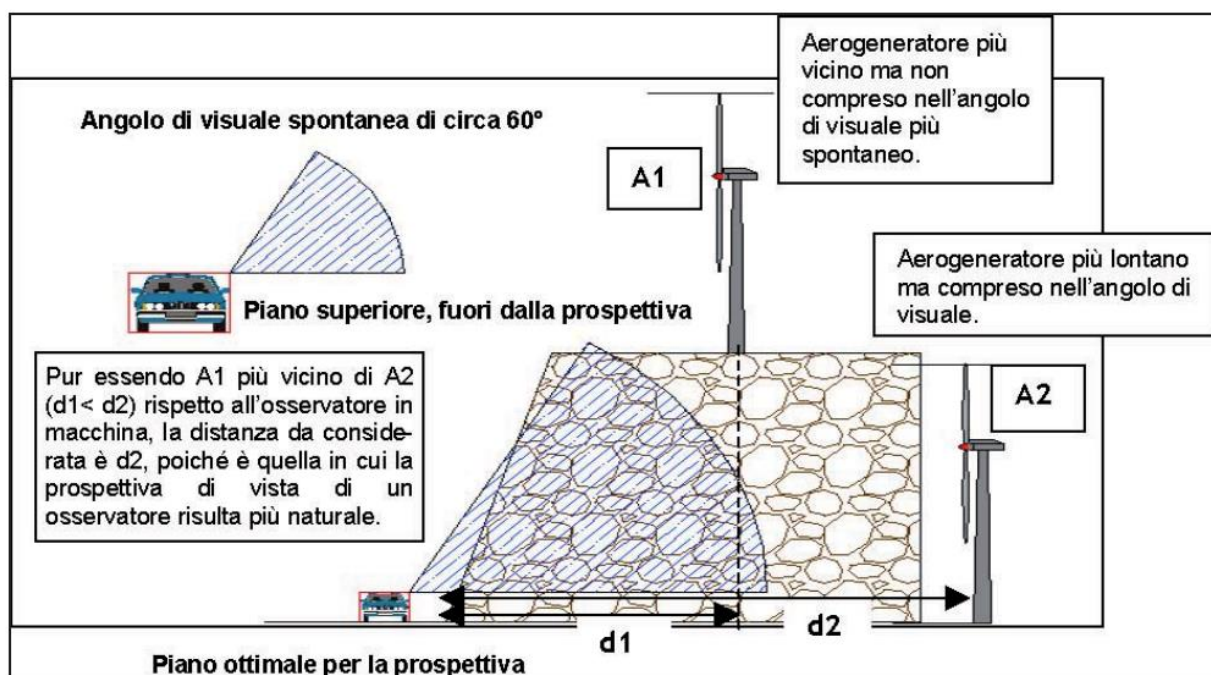 Aerogeneratore più
vicino ma non
compreso nell'angolo
di visuale più
spontaneo.
Angolo di visuale spontanea di circa 60°
A1
Aerogeneratore più lontano
ma compreso nell'angolo di
visuale.
Piano superiore, fuori dalla prospettiva
Pur essendo A1 più vicino di A2
(d1< d2) rispetto all'osservatore in
macchina, la distanza da conside-
rata è d2, poiché è quella in cui la
prospettiva di vista di un
osservatore risulta più naturale.
A2
d1
d2
Piano ottimale per la prospettiva